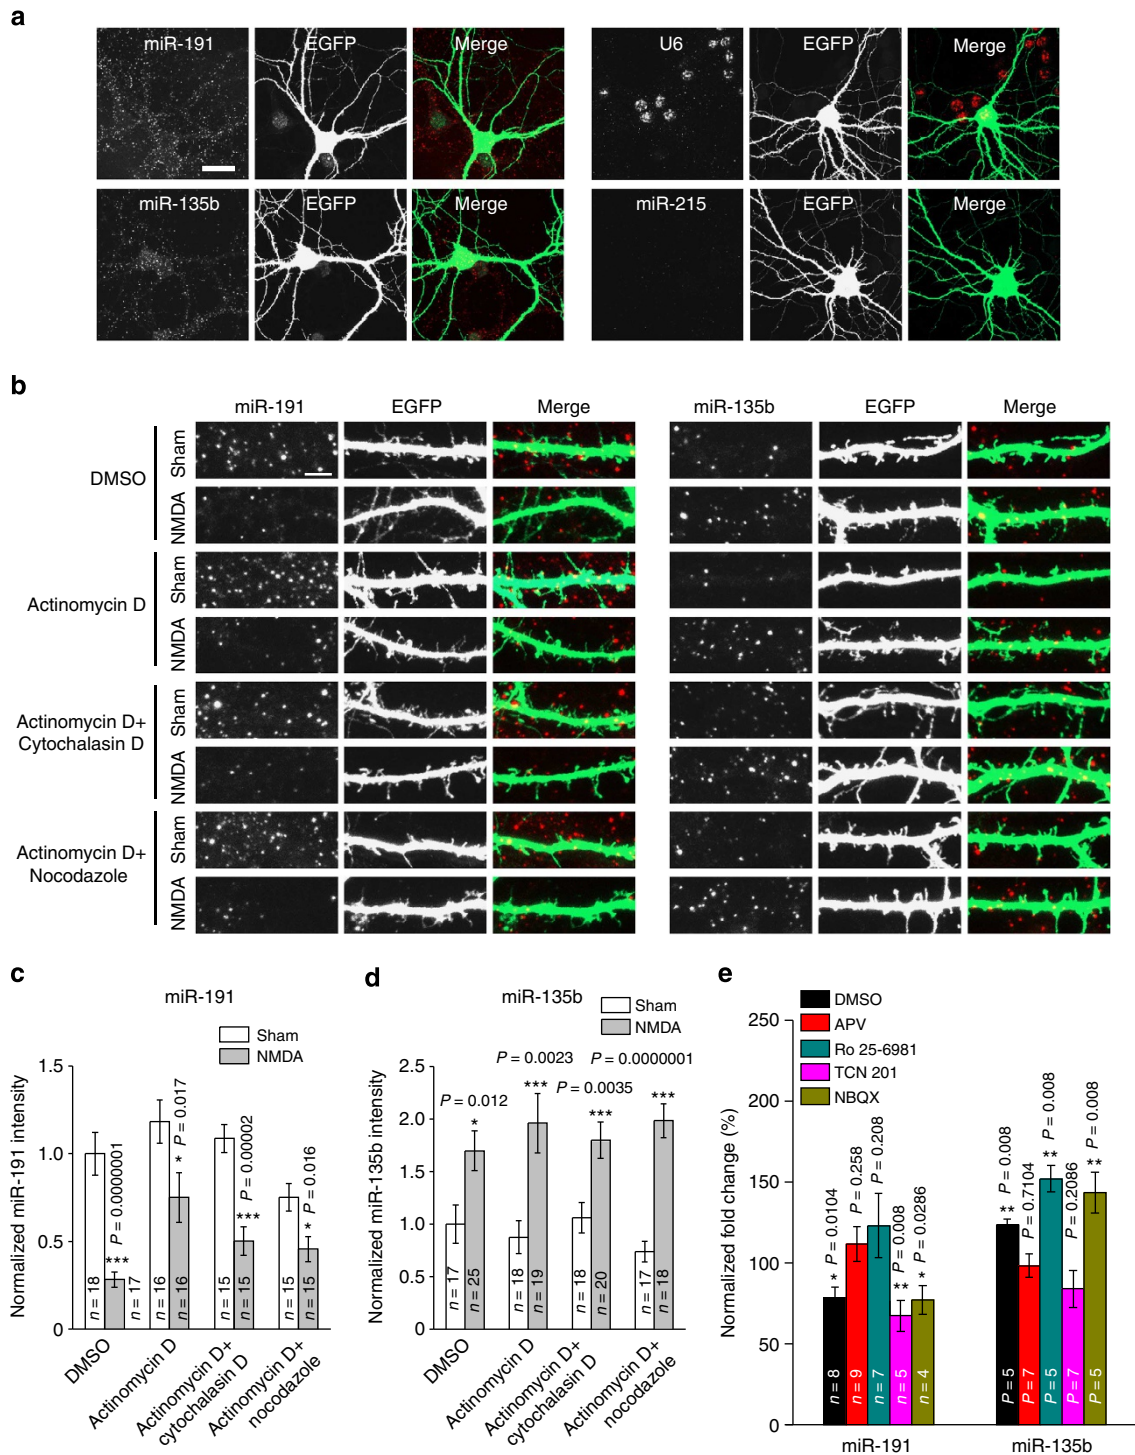 a
miR-191 EGFP Merge U6 EGFP Merge
miR-135b EGFP Merge miR-215 EGFP Merge
b
miR-191 EGFP Merge miR-135b EGFP Merge
DMSO
Sham
NMDA
Actinomycin D
Sham
NMDA
Actinomycin D+
Cytochalasin D
Sham
NMDA
Actinomycin D+
Nocodazole
Sham
NMDA
c
miR-191
Sham
NMDA
Normalized miR-191 intensity
1.5
1.0
0.5
0
n = 18
*** P = 0.0000001
n = 17
n = 16
* P = 0.017
n = 16
n = 15
*** P = 0.00002
n = 15
n = 15
* P = 0.016
n = 15
DMSO
Actinomycin D
Actinomycin D+
cytochalasin D
Actinomycin D+
nocodazole
d
miR-135b
Sham
NMDA
Normalized miR-135b intensity
2.5
2.0
1.5
1.0
0.5
0
P = 0.0023 P = 0.0000001
P = 0.012 P = 0.0035
* *** *** ***
n = 17
n = 25
n = 18
n = 19
n = 18
n = 20
n = 17
n = 18
DMSO
Actinomycin D
Actinomycin D+
cytochalasin D
Actinomycin D+
nocodazole
e
DMSO
APV
Ro 25-6981
TCN 201
NBQX
Normalized fold change (%)
250
200
150
100
50
0
* P = 0.0104
P = 0.258
P = 0.208
** P = 0.008
* P = 0.0286
** P = 0.008
P = 0.7104
** P = 0.008
P = 0.2086
** P = 0.008
n = 8
n = 9
n = 7
n = 5
n = 4
P = 5
P = 7
P = 5
P = 7
P = 5
miR-191 miR-135b